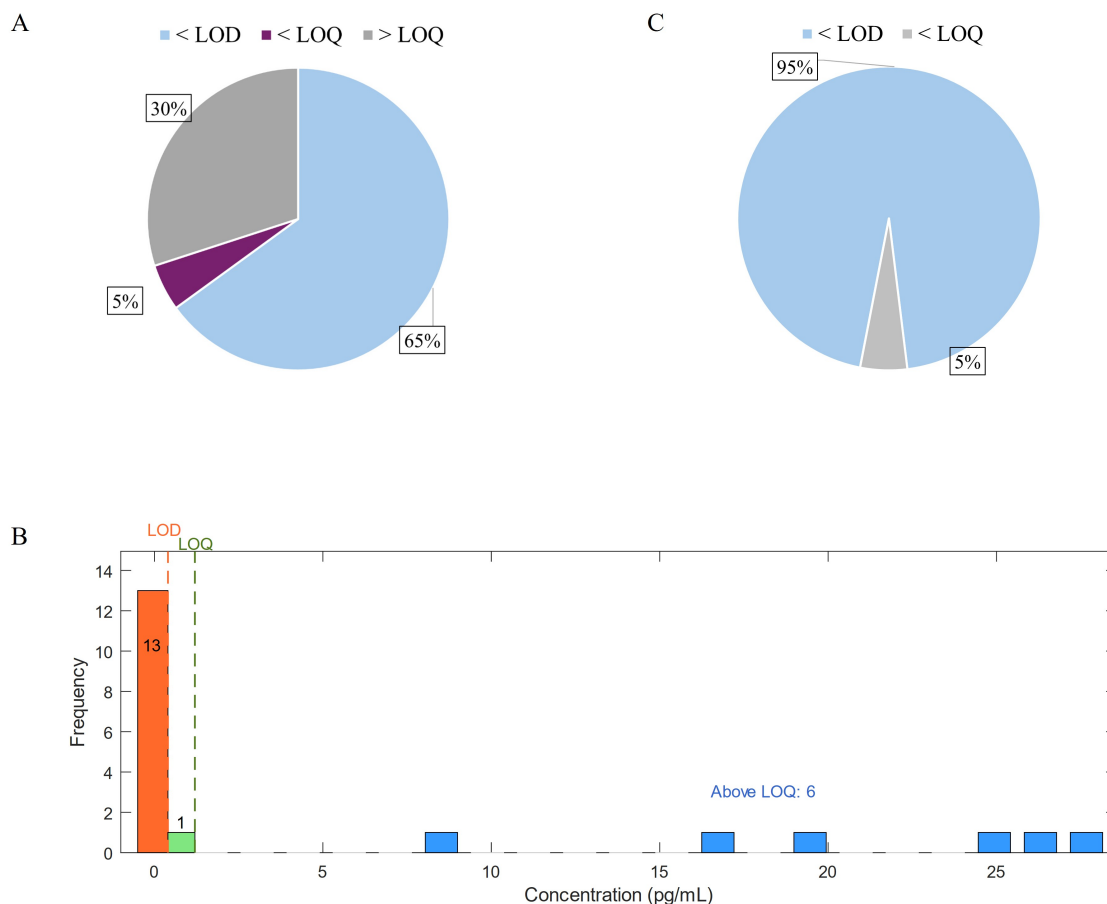 A
< LOD < LOQ > LOQ
30%
5%
65%
C
< LOD < LOQ
95%
5%
B
LOD
LOQ
14
12
10
8
6
4
2
0
Frequency
13
1
Above LOQ: 6
0 5 10 15 20 25
Concentration (pg/mL)